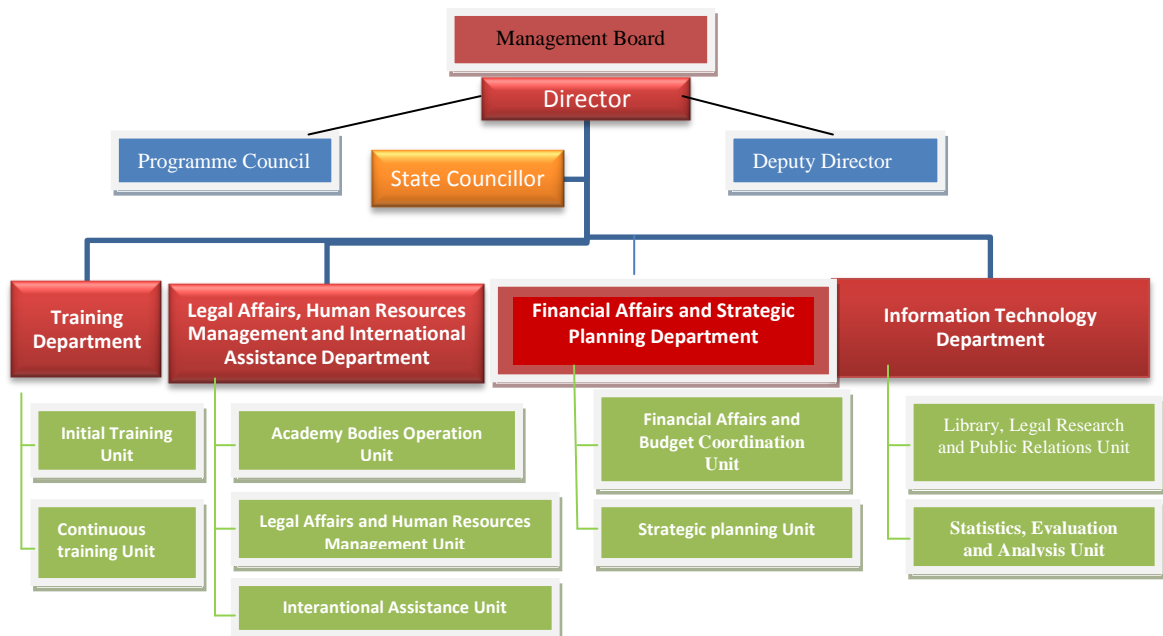 Management Board
Director
Programme Council
Deputy Director
State Councillor
Training
Department
Legal Affairs, Human Resources
Management and International
Assistance Department
Financial Affairs and Strategic
Planning Department
Information Technology
Department
Initial Training
Unit
Continuous
training Unit
Academy Bodies Operation
Unit
Legal Affairs and Human Resources
Management Unit
Interantional Assistance Unit
Financial Affairs and
Budget Coordination
Unit
Strategic planning Unit
Library, Legal Research
and Public Relations Unit
Statistics, Evaluation
and Analysis Unit